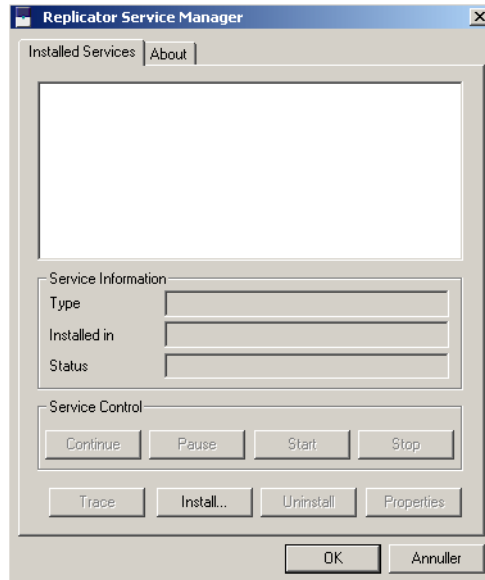 Replicator Service Manager
Installed Services About
Service Information
Type
Installed in
Status
Service Control
Continue Pause Start Stop
Trace Install... Uninstall Properties
OK Annuller